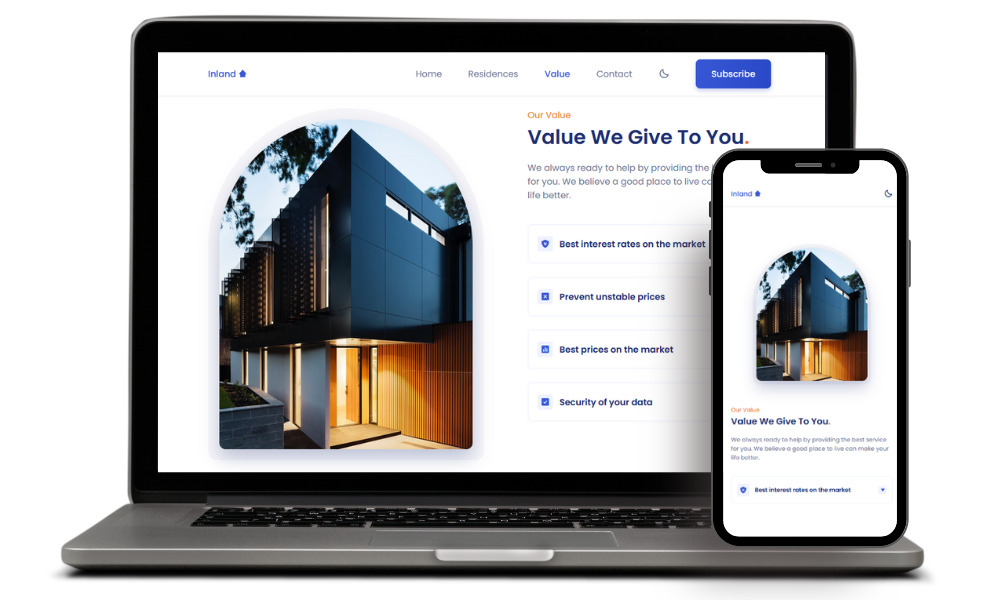 Inland
Home
Residences
Value
Contact
Subscribe
Our Value
Value We Give To You.
We always ready to help by providing the
for you. We believe a good place to live
life better.
Best interest rates on the market
Prevent unstable prices
Best prices on the market
Security of your data
Inland
Our Value
Value We Give To You.
We always ready to help by providing the best service
for you. We believe a good place to live can make your
life better.
Best interest rates on the market